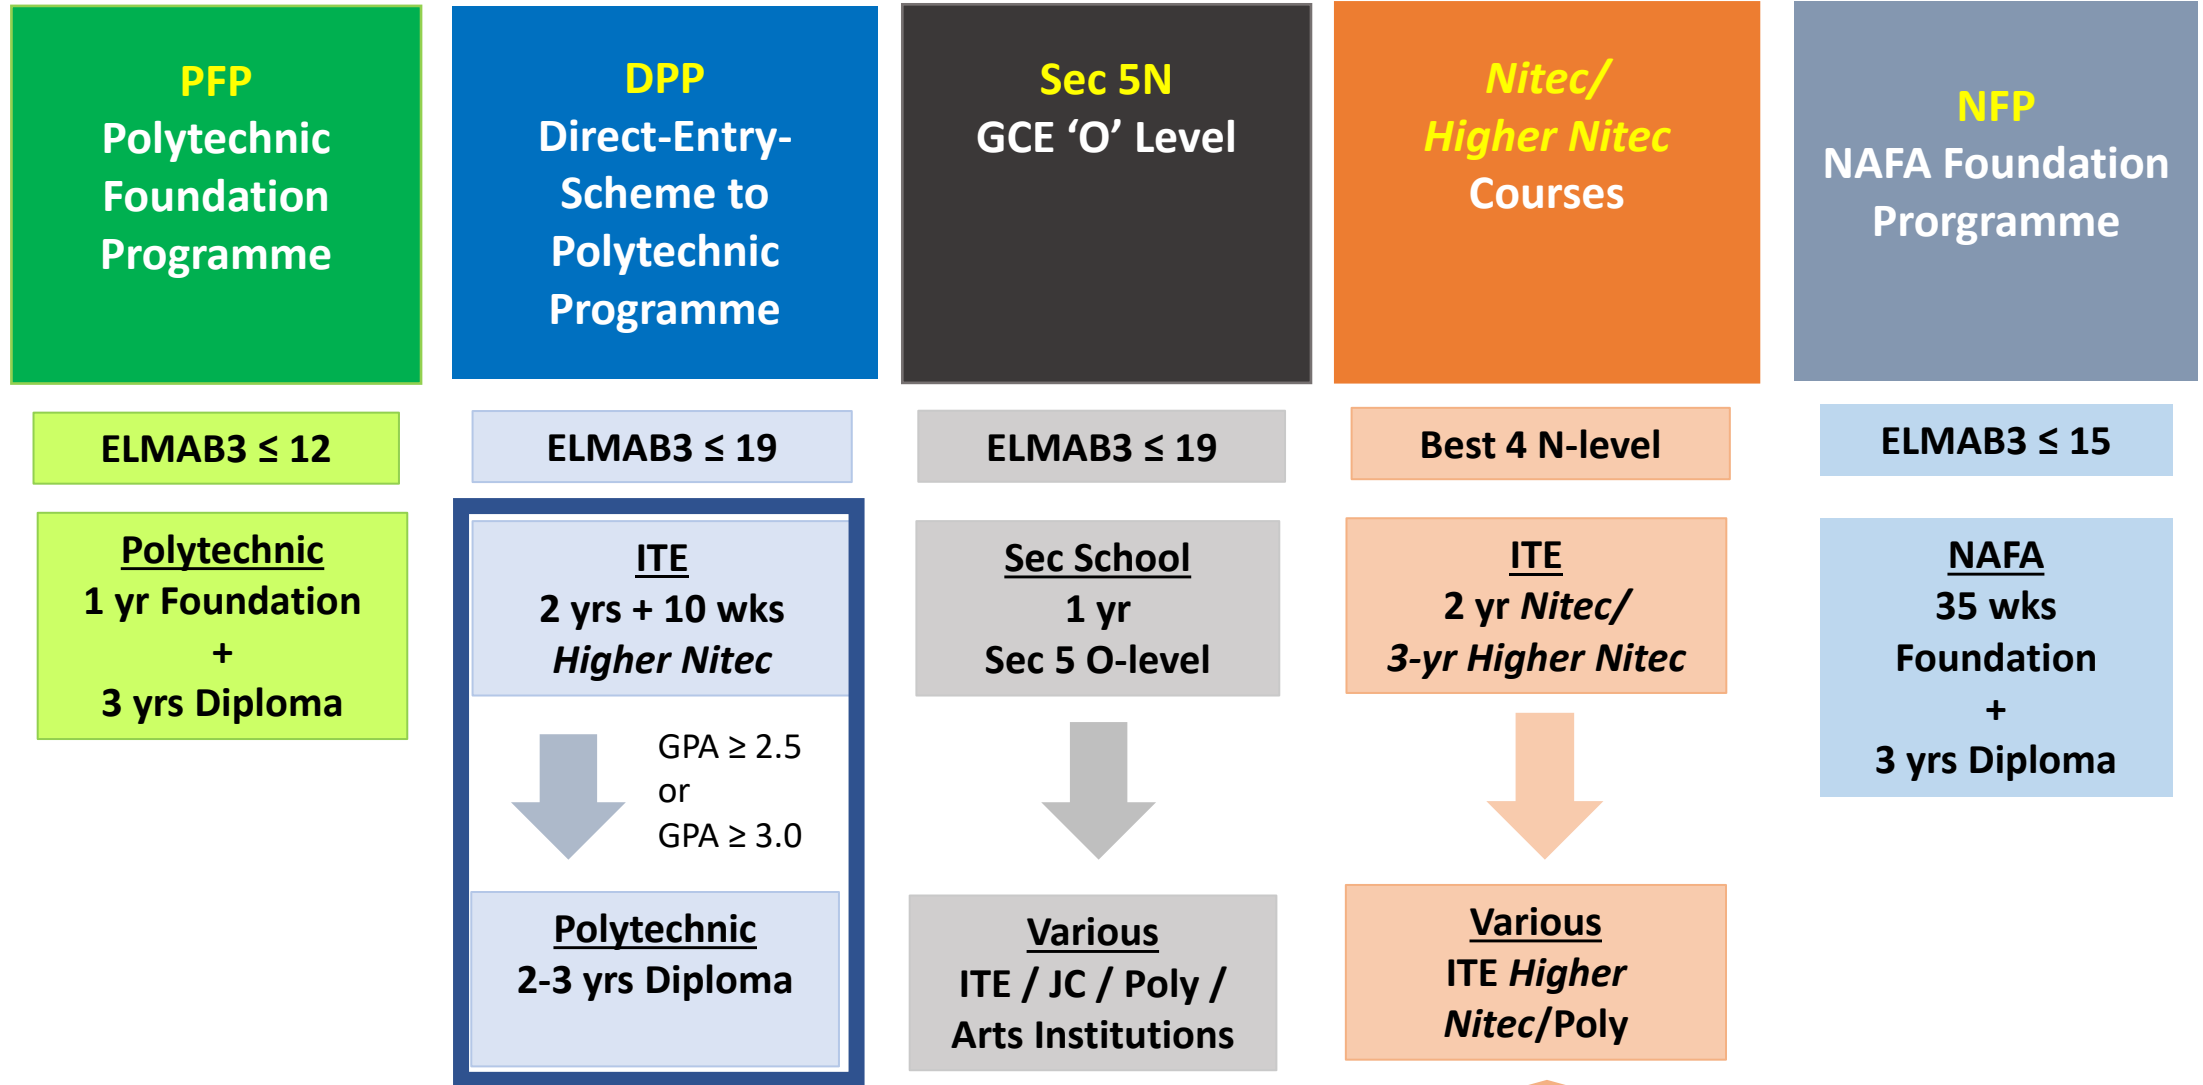 PFP
Polytechnic
Foundation
Programme
DPP
Direct-Entry-
Scheme to
Polytechnic
Programme
Sec 5N
GCE ‘O’ Level
Nitec/
Higher Nitec
Courses
NFP
NAFA Foundation
Prorgramme
ELMAB3 ≤ 12
ELMAB3 ≤ 19
ELMAB3 ≤ 19
Best 4 N-level
ELMAB3 ≤ 15
Polytechnic
1 yr Foundation
+
3 yrs Diploma
ITE
2 yrs + 10 wks
Higher Nitec
GPA ≥ 2.5
or
GPA ≥ 3.0
Polytechnic
2-3 yrs Diploma
Sec School
1 yr
Sec 5 O-level
Various
ITE / JC / Poly /
Arts Institutions
ITE
2 yr Nitec/
3-yr Higher Nitec
Various
ITE Higher
Nitec/Poly
NAFA
35 wks
Foundation
+
3 yrs Diploma